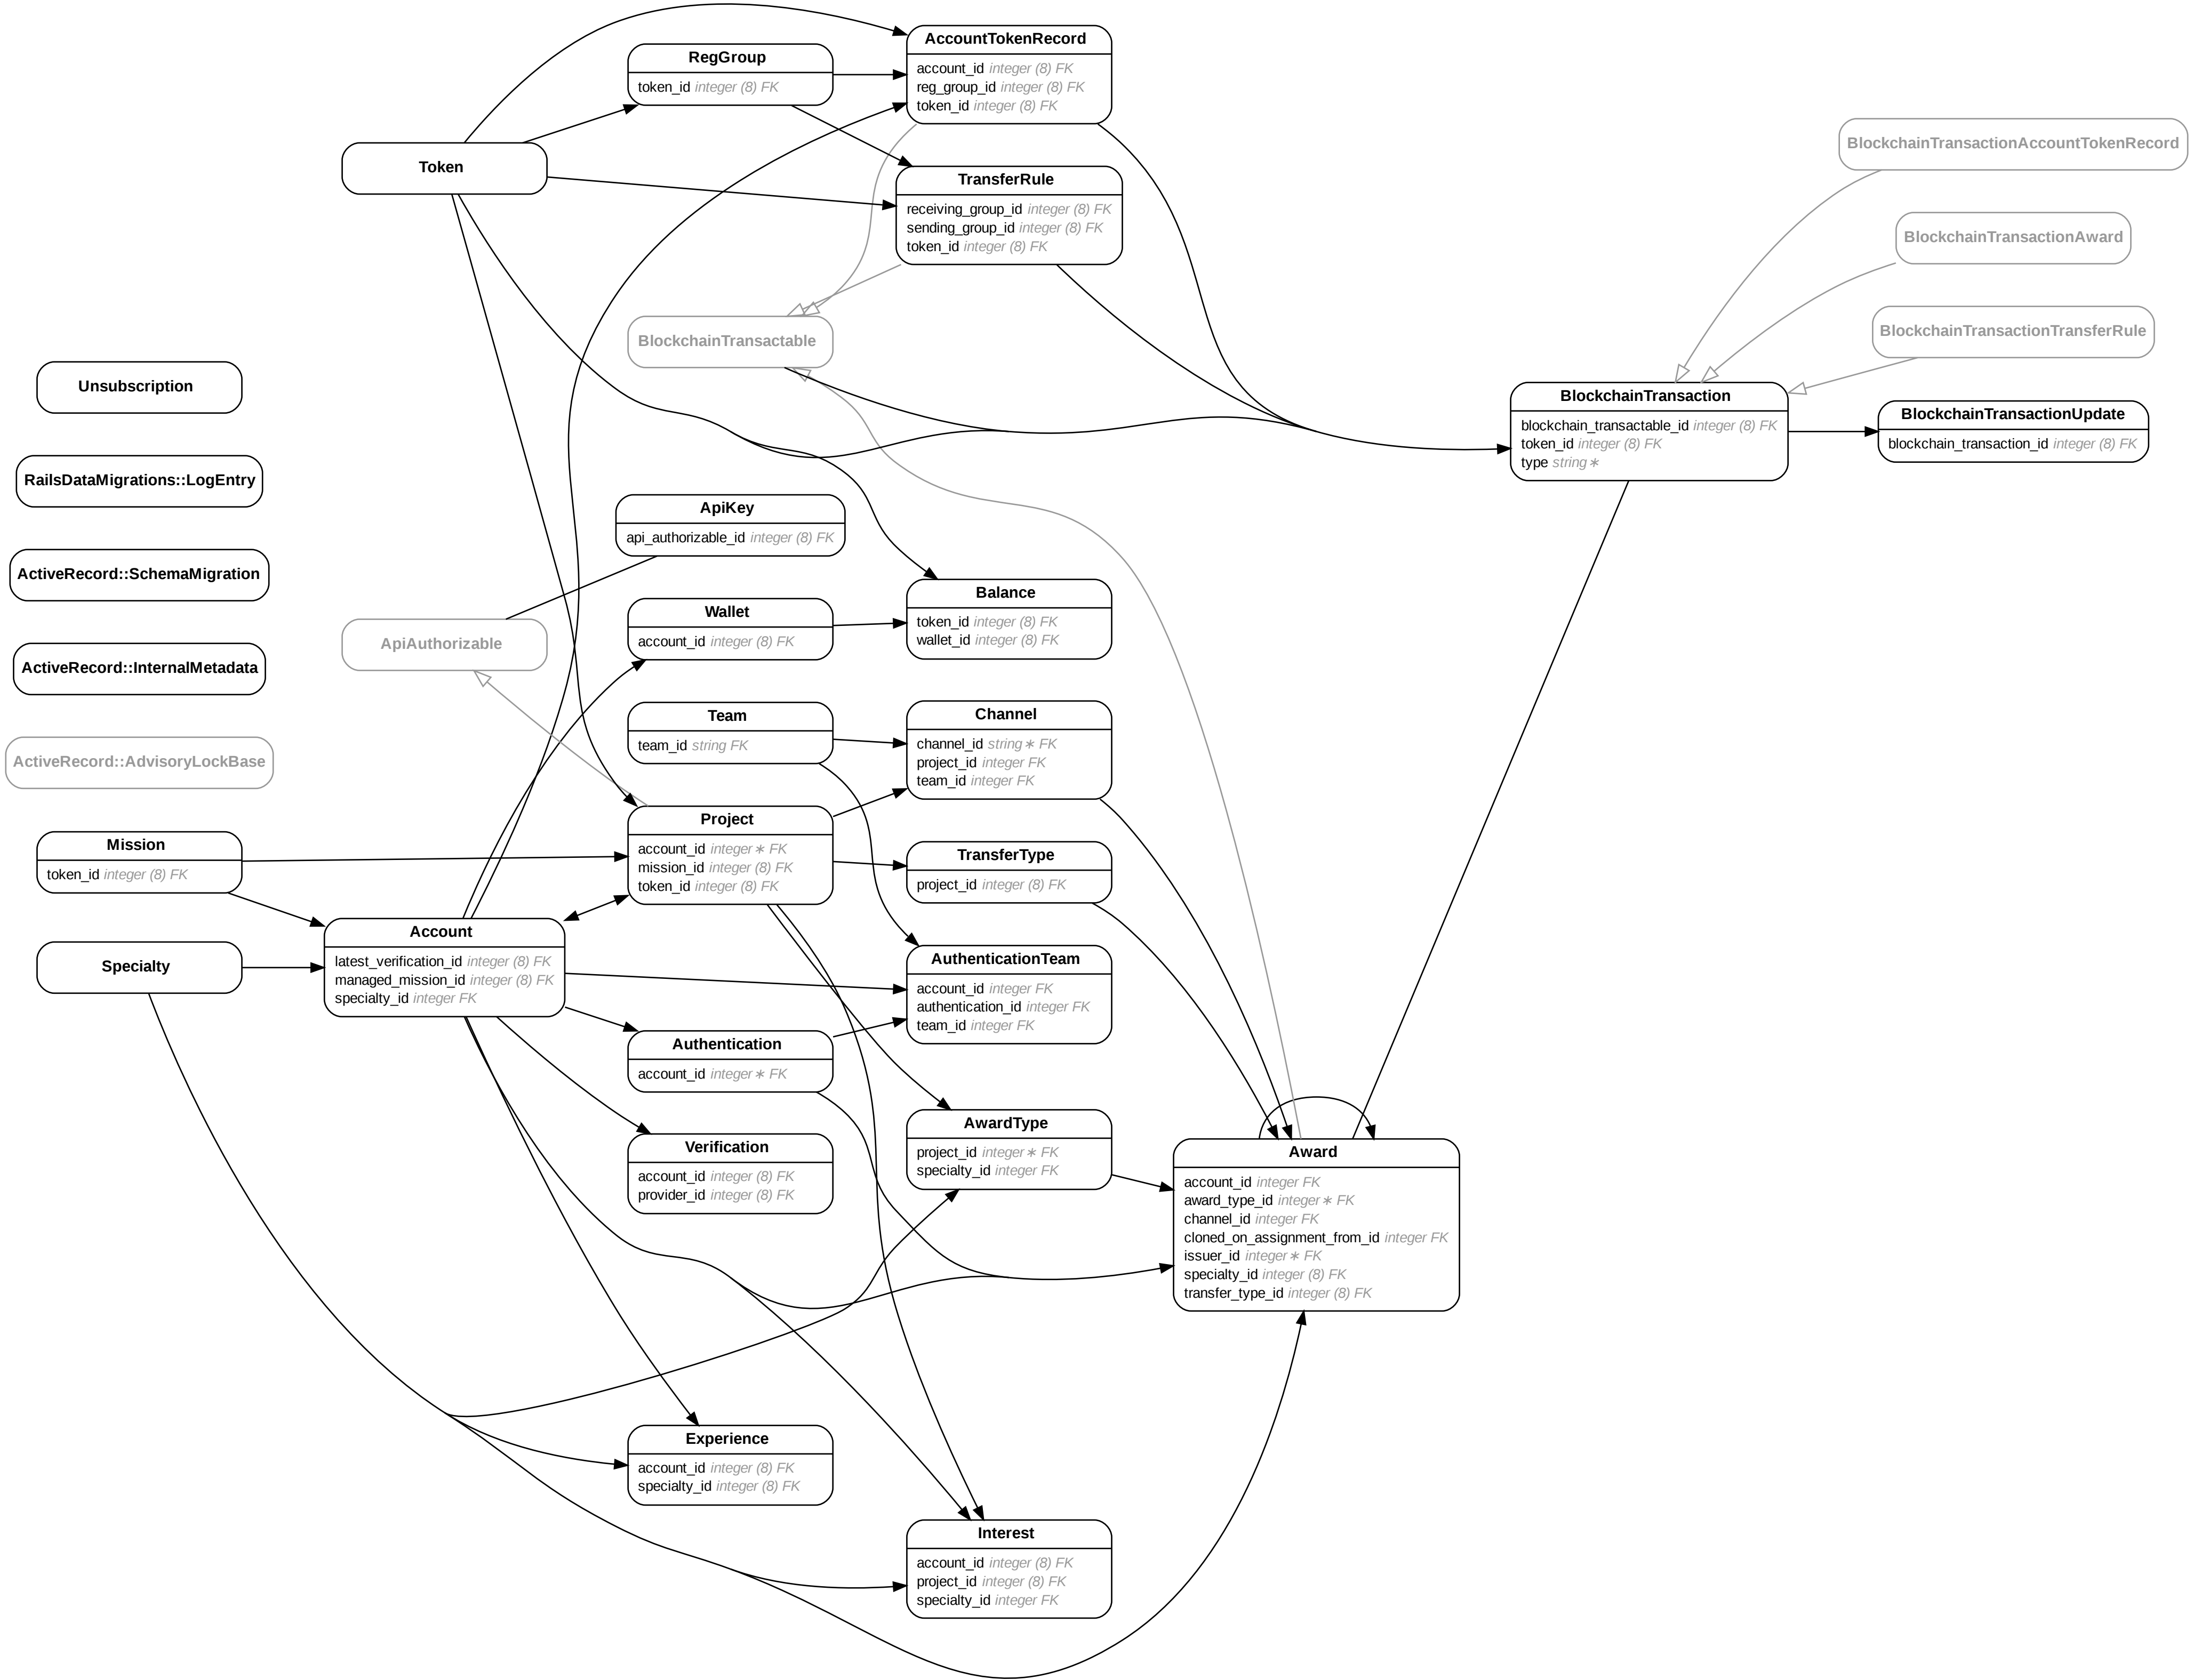 AccountTokenRecord
account_id integer (8) FK
reg_group_id integer (8) FK
token_id integer (8) FK
RegGroup
token_id integer (8) FK
Token
TransferRule
receiving_group_id integer (8) FK
sending_group_id integer (8) FK
token_id integer (8) FK
BlockchainTransactable
BlockchainTransactionAccountTokenRecord
BlockchainTransactionAward
BlockchainTransactionTransferRule
BlockchainTransaction
blockchain_transactable_id integer (8) FK
token_id integer (8) FK
type string∗
BlockchainTransactionUpdate
blockchain_transaction_id integer (8) FK
Unsubscription
RailsDataMigrations::LogEntry
ActiveRecord::SchemaMigration
ActiveRecord::InternalMetadata
ActiveRecord::AdvisoryLockBase
ApiKey
api_authorizable_id integer (8) FK
ApiAuthorizable
Wallet
account_id integer (8) FK
Balance
token_id integer (8) FK
wallet_id integer (8) FK
Team
team_id string FK
Channel
channel_id string∗ FK
project_id integer FK
team_id integer FK
Mission
token_id integer (8) FK
Project
account_id integer∗ FK
mission_id integer (8) FK
token_id integer (8) FK
TransferType
project_id integer (8) FK
Specialty
Account
latest_verification_id integer (8) FK
managed_mission_id integer (8) FK
specialty_id integer FK
AuthenticationTeam
account_id integer FK
authentication_id integer FK
team_id integer FK
Authentication
account_id integer∗ FK
Verification
account_id integer (8) FK
provider_id integer (8) FK
AwardType
project_id integer∗ FK
specialty_id integer FK
Award
account_id integer FK
award_type_id integer∗ FK
channel_id integer FK
cloned_on_assignment_from_id integer FK
issuer_id integer∗ FK
specialty_id integer (8) FK
transfer_type_id integer (8) FK
Experience
account_id integer (8) FK
specialty_id integer (8) FK
Interest
account_id integer (8) FK
project_id integer (8) FK
specialty_id integer FK